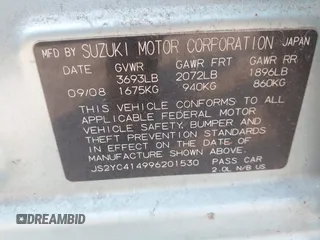 MFD BY SUZUKI MOTOR CORPORATION JAPAN
DATE GVWR GAWR FRT GAWR RR
3693LB 2072LB 1896LB
09/08 1675KG 940KG 860KG
THIS VEHICLE CONFORMS TO ALL
APPLICABLE FEDERAL MOTOR
VEHICLE SAFETY, BUMPER AND
THEFT PREVENTION STANDARDS
IN EFFECT ON THE DATE OF
MANUFACTURE SHOWN ABOVE.
JS2YC414996201530 PASS CAR
2.0L N/B US
DREAMBID